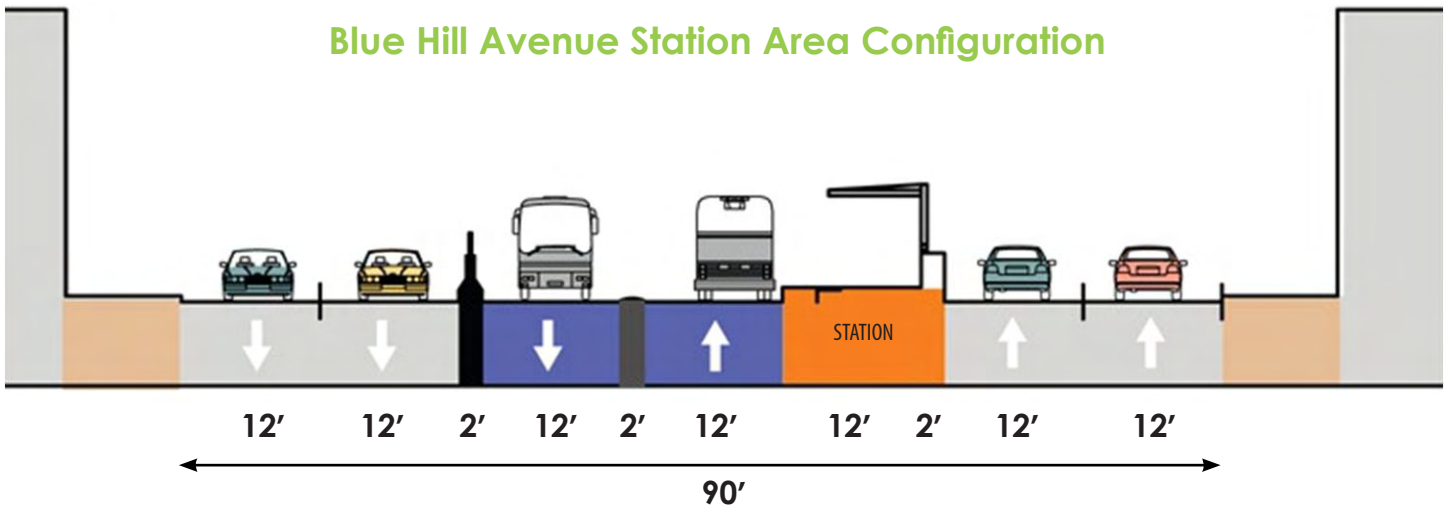 Blue Hill Avenue Station Area Configuration
STATION
12′ 12′ 2′ 12′ 2′ 12′ 12′ 2′ 12′ 12′
90′